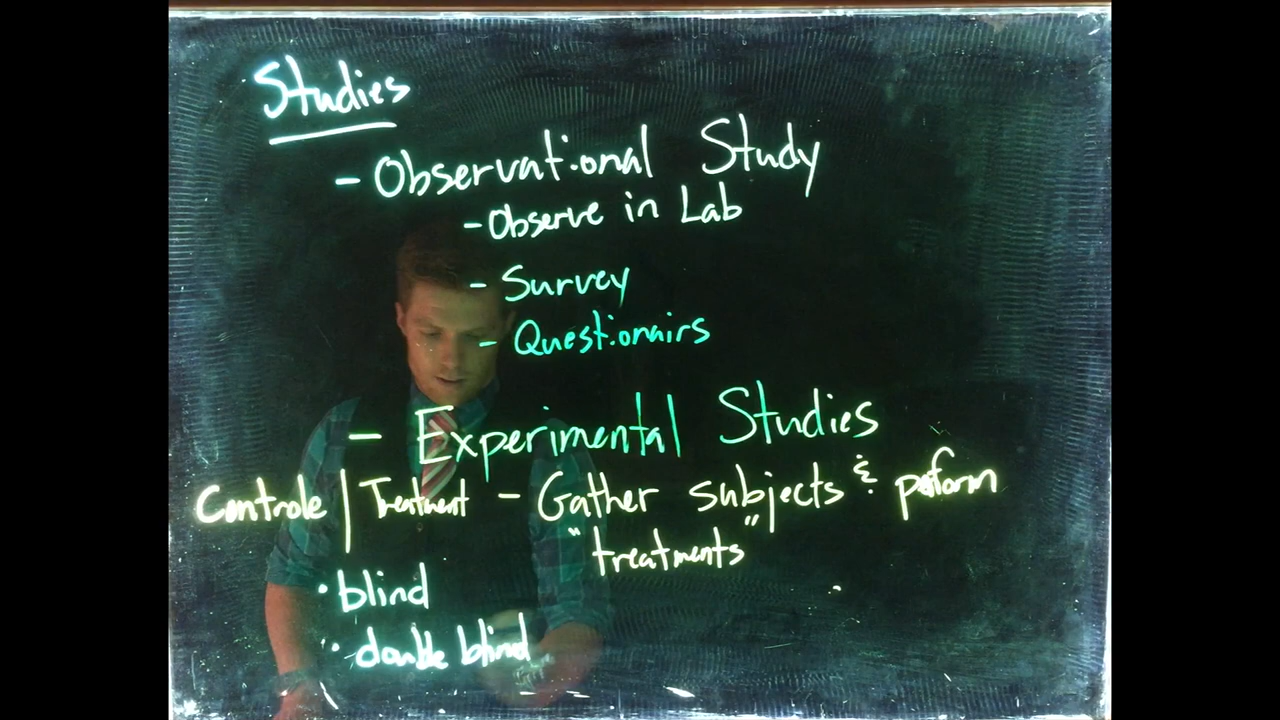 Studies
- Observational Study
- Observe in Lab
- Survey
- Questionairs
- Experimental Studies
Controle | Treatment - Gather subjects & peform
"treatments"
· blind
· double blind